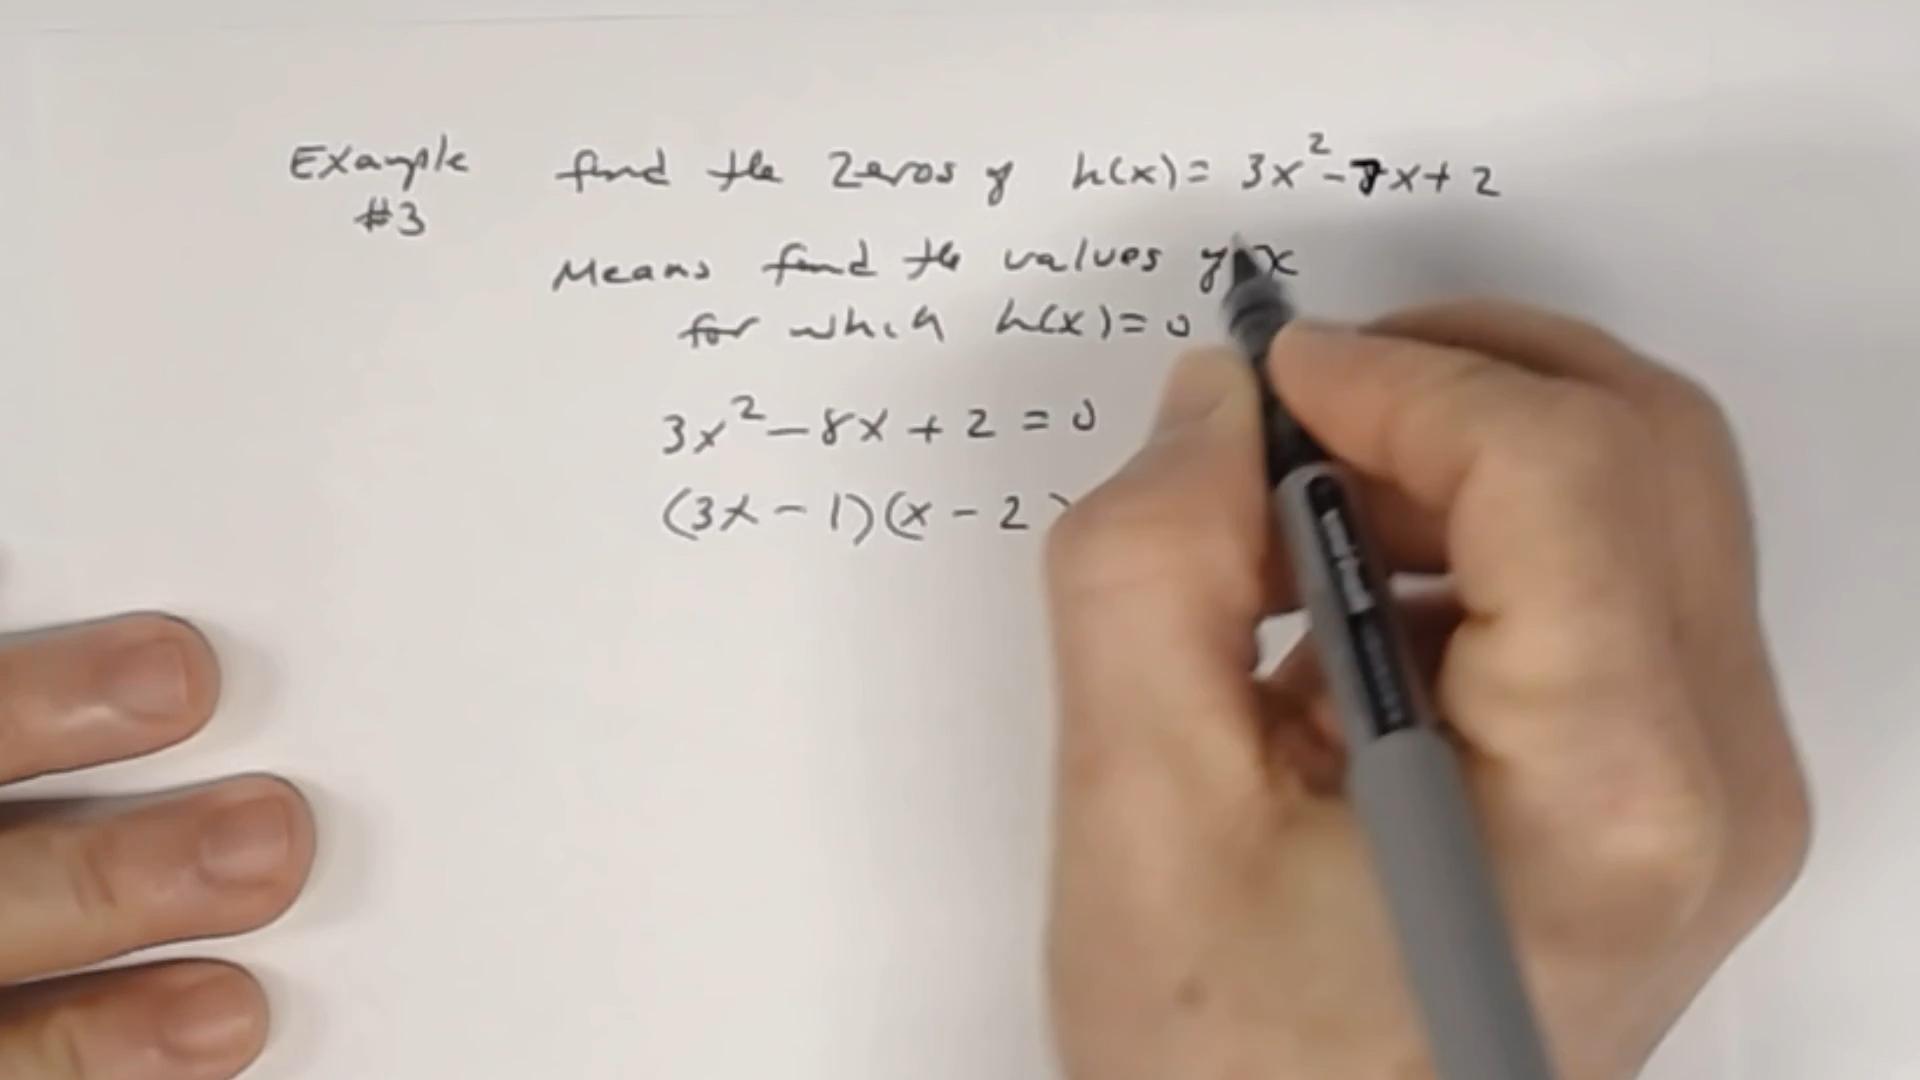 Example find the zeros of h(x) = 3x² - 7x + 2
#3
Means find the values of x
for which h(x) = 0
3x² - 8x + 2 = 0
(3x - 1)(x - 2)